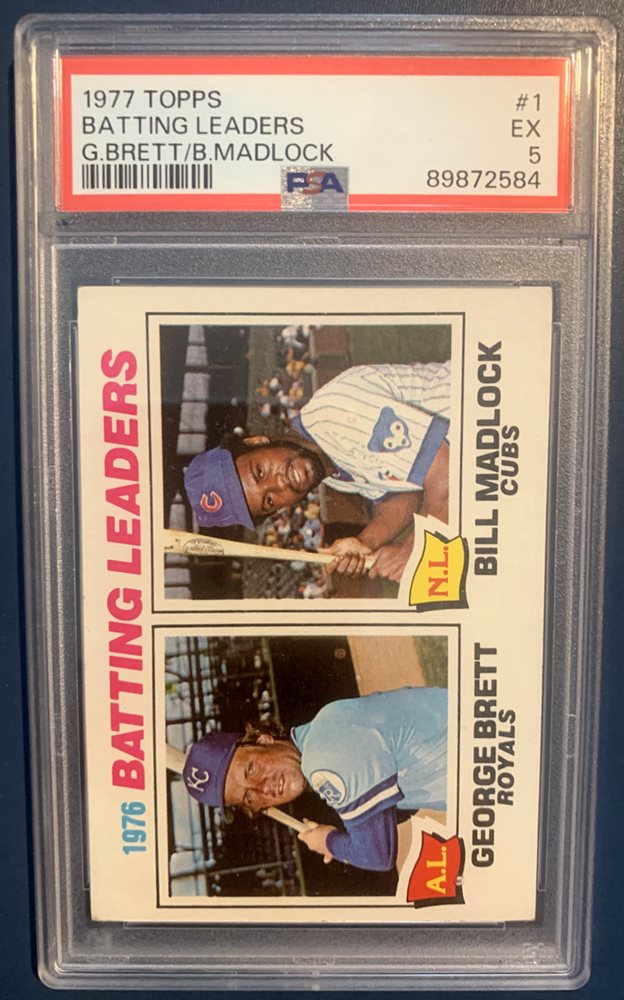 1977 TOPPS #1
BATTING LEADERS EX
G.BRETT/B.MADLOCK 5
PSA 89872584
1976 BATTING LEADERS
KC
A.L.
GEORGE BRETT
ROYALS
C
N.L.
BILL MADLOCK
CUBS